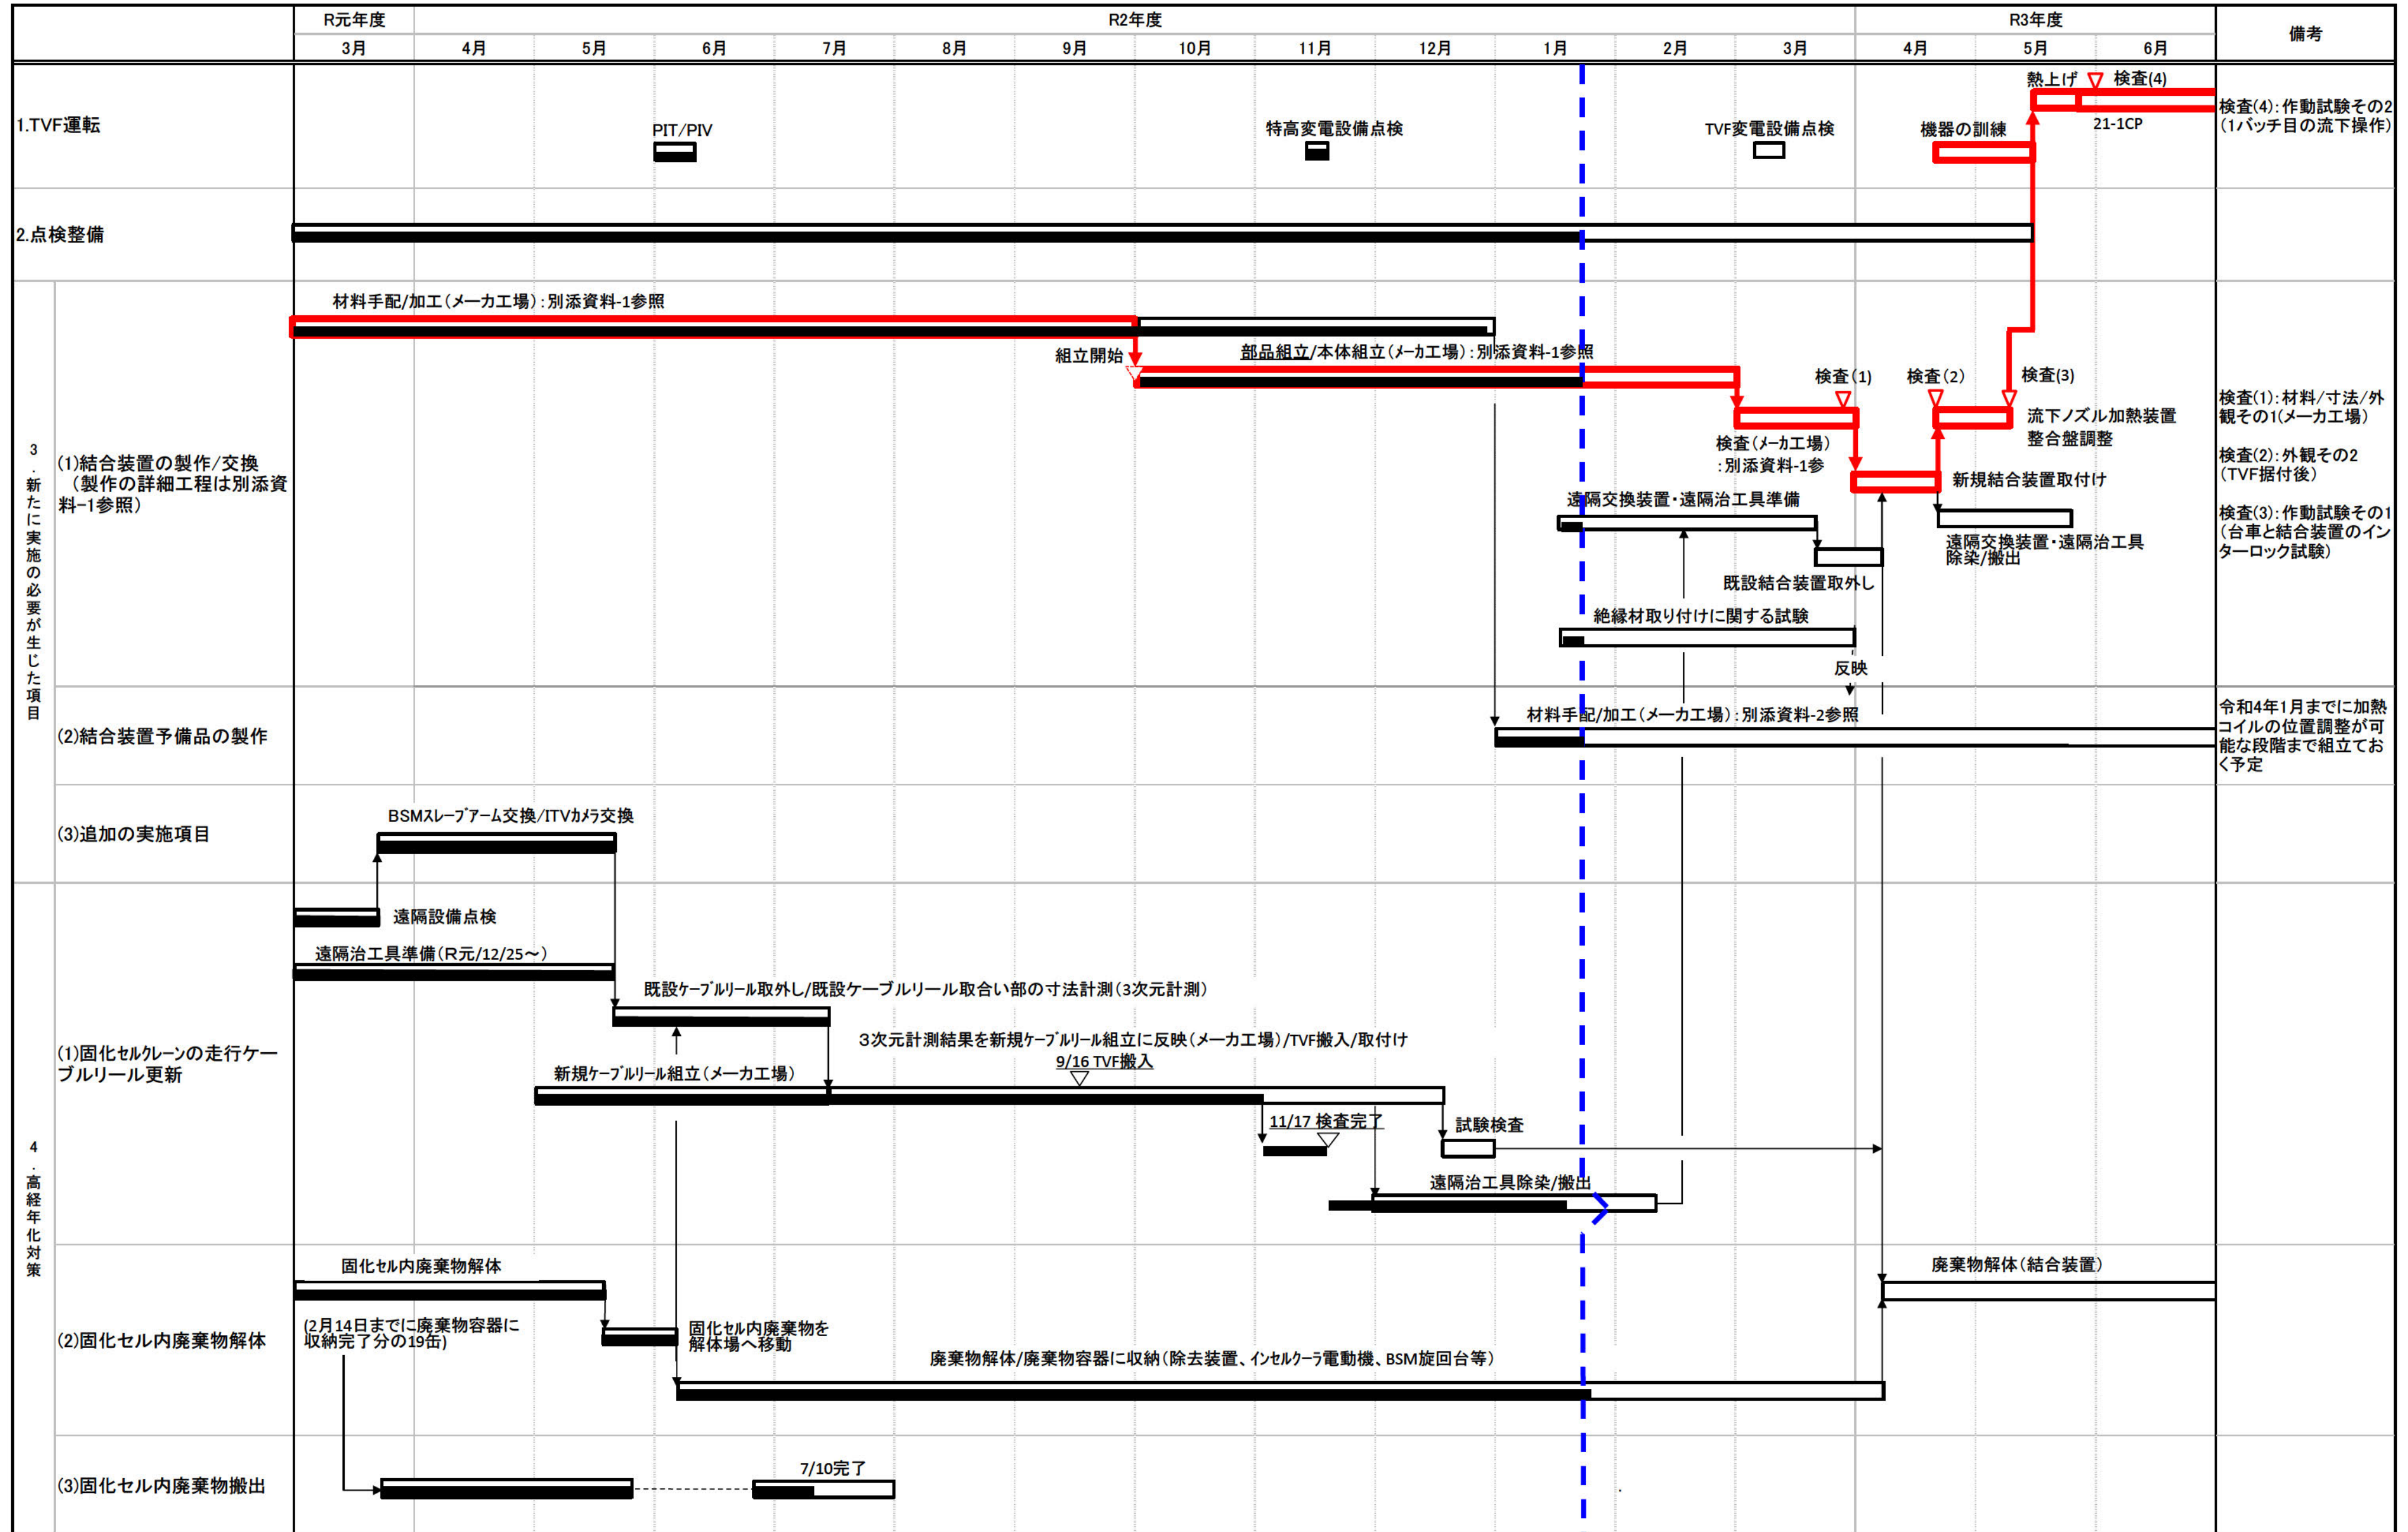 R元年度
R2年度
R3年度
備考
3月
4月
5月
6月
7月
8月
9月
10月
11月
12月
1月
2月
3月
4月
5月
6月
1.TVF運転
PIT/PIV
特高変電設備点検
TVF変電設備点検
機器の訓練
熱上げ
検査(4)
21-1CP
検査(4):作動試験その2
(1バッチ目の流下操作)
2.点検整備
3.新たに実施の必要が生じた項目
(1)結合装置の製作/交換
(製作の詳細工程は別添資
料-1参照)
材料手配/加工(メーカ工場):別添資料-1参照
組立開始
部品組立/本体組立(メーカ工場):別添資料-1参照
検査(1)
検査(2)
検査(3)
検査(メーカ工場)
:別添資料-1参
流下ノズル加熱装置
整合盤調整
新規結合装置取付け
遠隔交換装置・遠隔治工具準備
遠隔交換装置・遠隔治工具
除染/搬出
既設結合装置取外し
絶縁材取り付けに関する試験
反映
検査(1):材料/寸法/外
観その1(メーカ工場)
検査(2):外観その2
(TVF据付後)
検査(3):作動試験その1
(台車と結合装置のイン
ターロック試験)
(2)結合装置予備品の製作
材料手配/加工(メーカ工場):別添資料-2参照
令和4年1月までに加熱
コイルの位置調整が可
能な段階まで組立てお
く予定
(3)追加の実施項目
BSMスレーブアーム交換/ITVカメラ交換
4.高経年化対策
(1)固化セルクレーンの走行ケー
ブルリール更新
遠隔設備点検
遠隔治工具準備(R元/12/25~)
既設ケーブルリール取外し/既設ケーブルリール取合い部の寸法計測(3次元計測)
3次元計測結果を新規ケーブルリール組立に反映(メーカ工場)/TVF搬入/取付け
9/16 TVF搬入
新規ケーブルリール組立(メーカ工場)
11/17 検査完了
試験検査
遠隔治工具除染/搬出
(2)固化セル内廃棄物解体
固化セル内廃棄物解体
(2月14日までに廃棄物容器に
収納完了分の19缶)
固化セル内廃棄物を
解体場へ移動
廃棄物解体/廃棄物容器に収納(除去装置、インセルクーラ電動機、BSM旋回台等)
廃棄物解体(結合装置)
(3)固化セル内廃棄物搬出
7/10完了